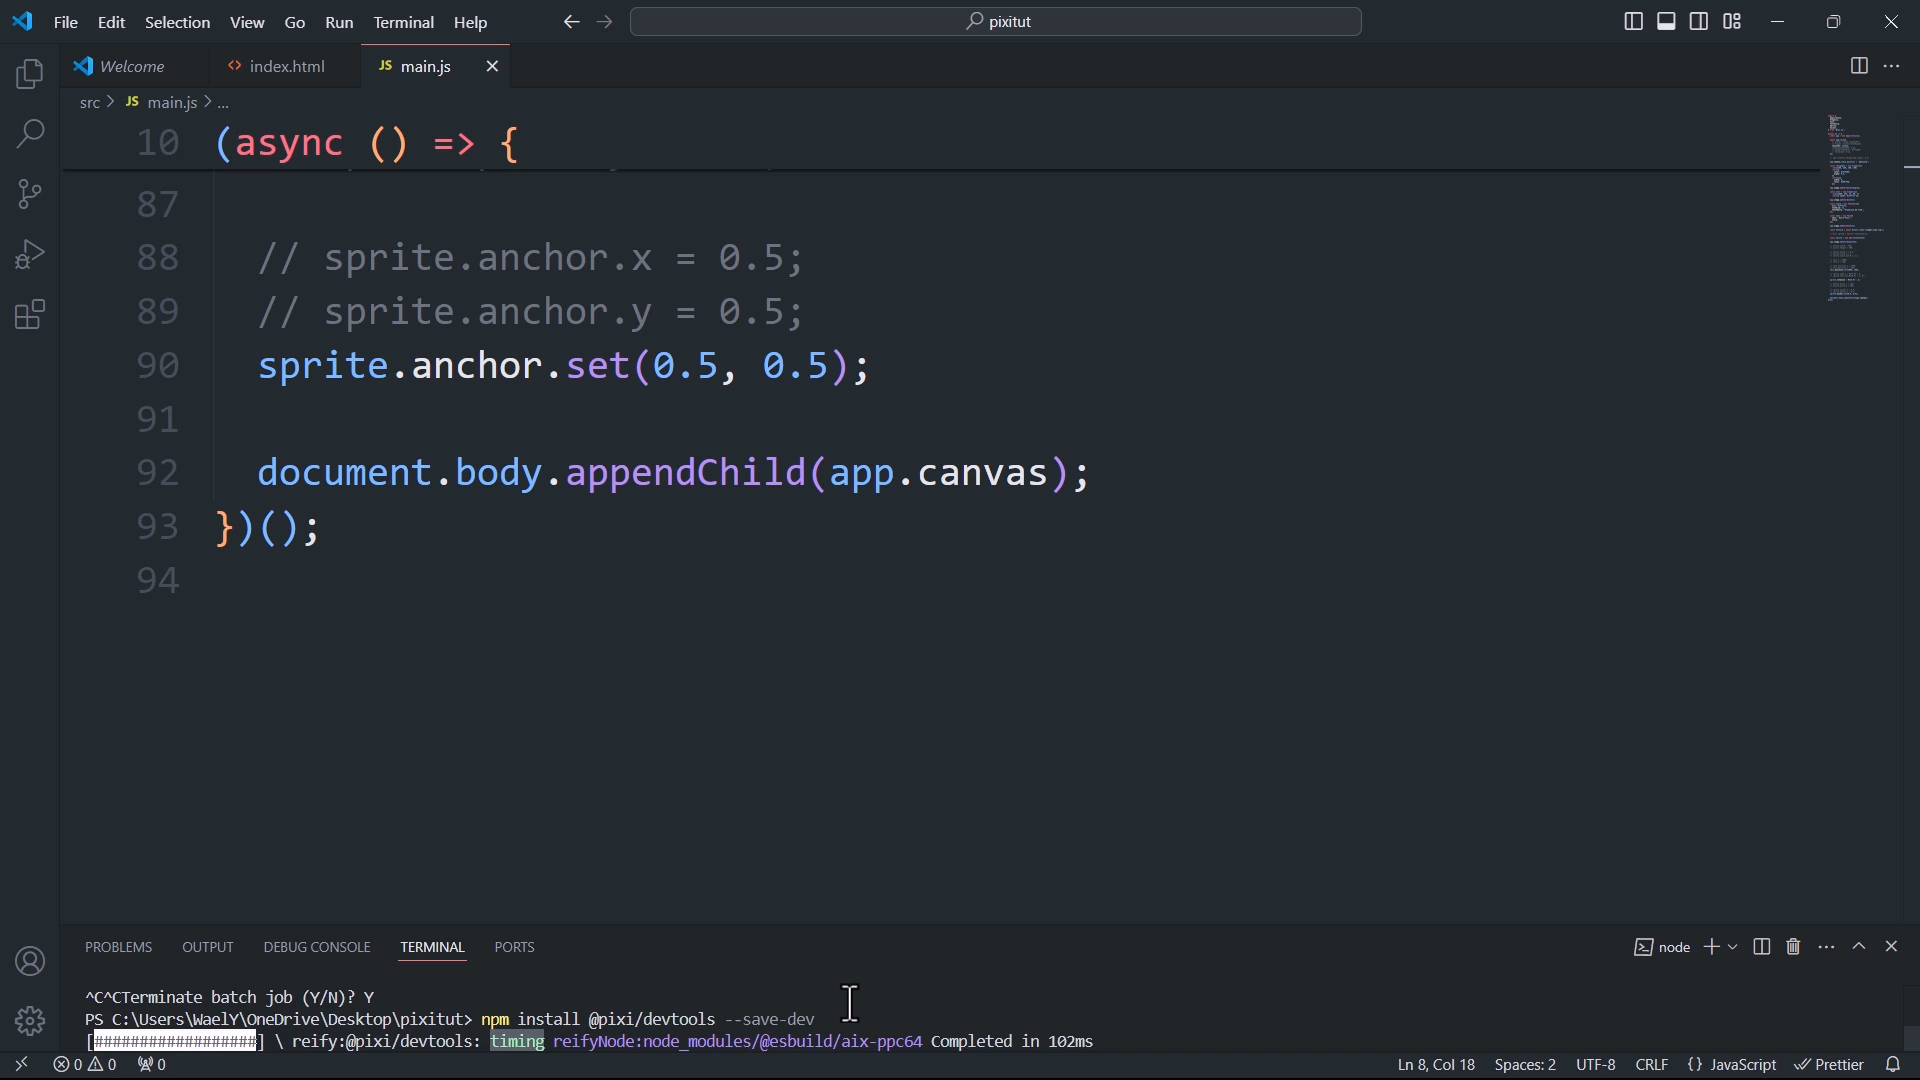 File Edit Selection View Go Run Terminal Help
pixitut
Welcome
index.html
JS main.js
src > JS main.js > ...
10 (async () => {
87
88 // sprite.anchor.x = 0.5;
89 // sprite.anchor.y = 0.5;
90 sprite.anchor.set(0.5, 0.5);
91
92 document.body.appendChild(app.canvas);
93 })();
94
PROBLEMS OUTPUT DEBUG CONSOLE TERMINAL PORTS
node
^C^CTerminate batch job (Y/N)? Y
PS C:\Users\WaelY\OneDrive\Desktop\pixitut> npm install @pixi/devtools --save-dev
[##################] \ reify:@pixi/devtools: timing reifyNode:node_modules/@esbuild/aix-ppc64 Completed in 102ms
0 0 0
Ln 8, Col 18 Spaces: 2 UTF-8 CRLF {} JavaScript Prettier